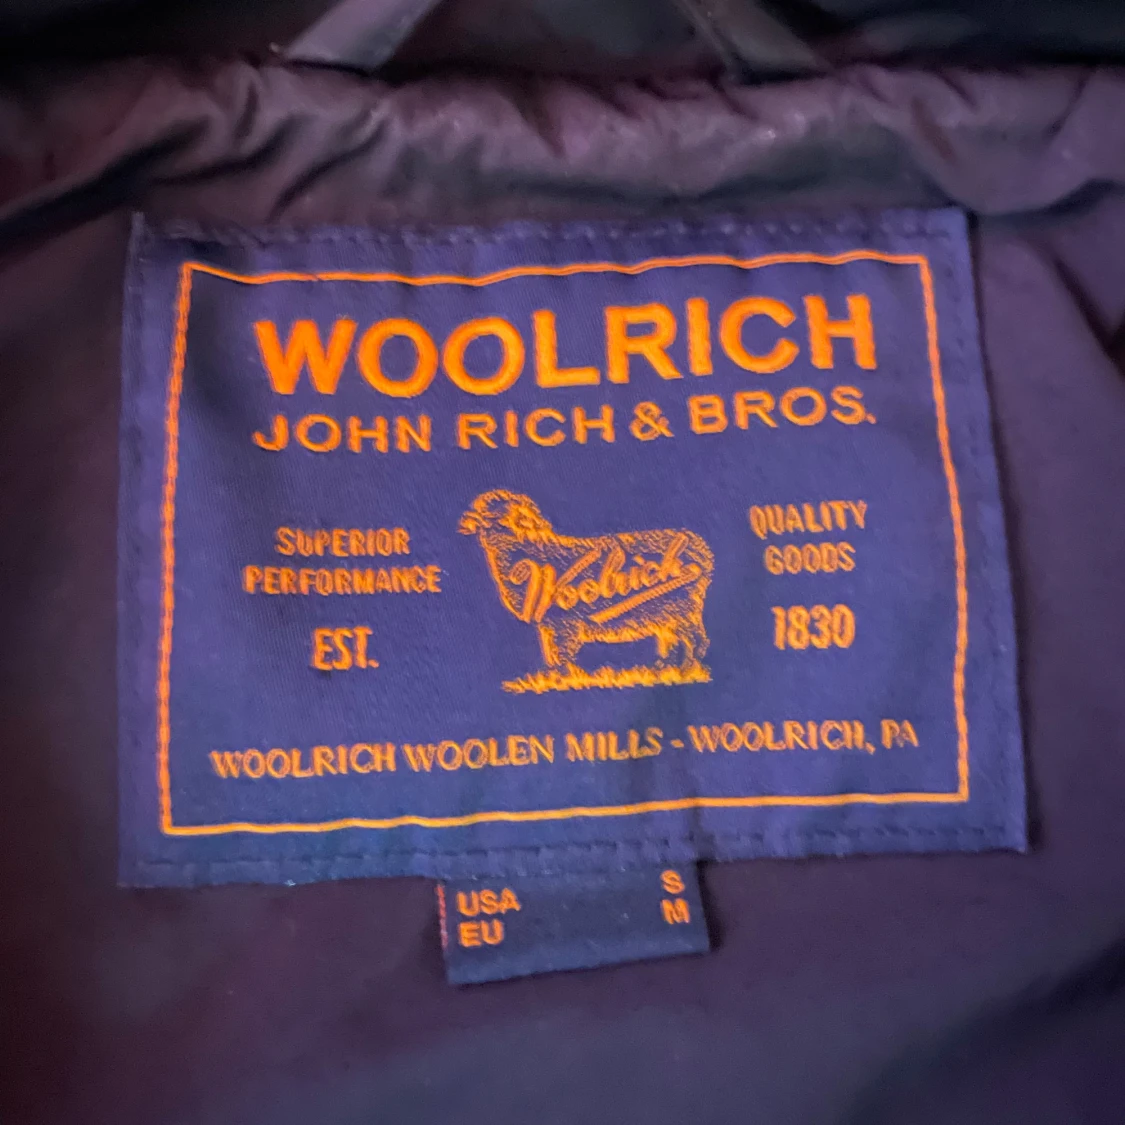 WOOLRICH
JOHN RICH & BROS.
SUPERIOR
PERFORMANCE
EST.
Woolrich
QUALITY
GOODS
1830
WOOLRICH WOOLEN MILLS - WOOLRICH, PA
USA S
EU M